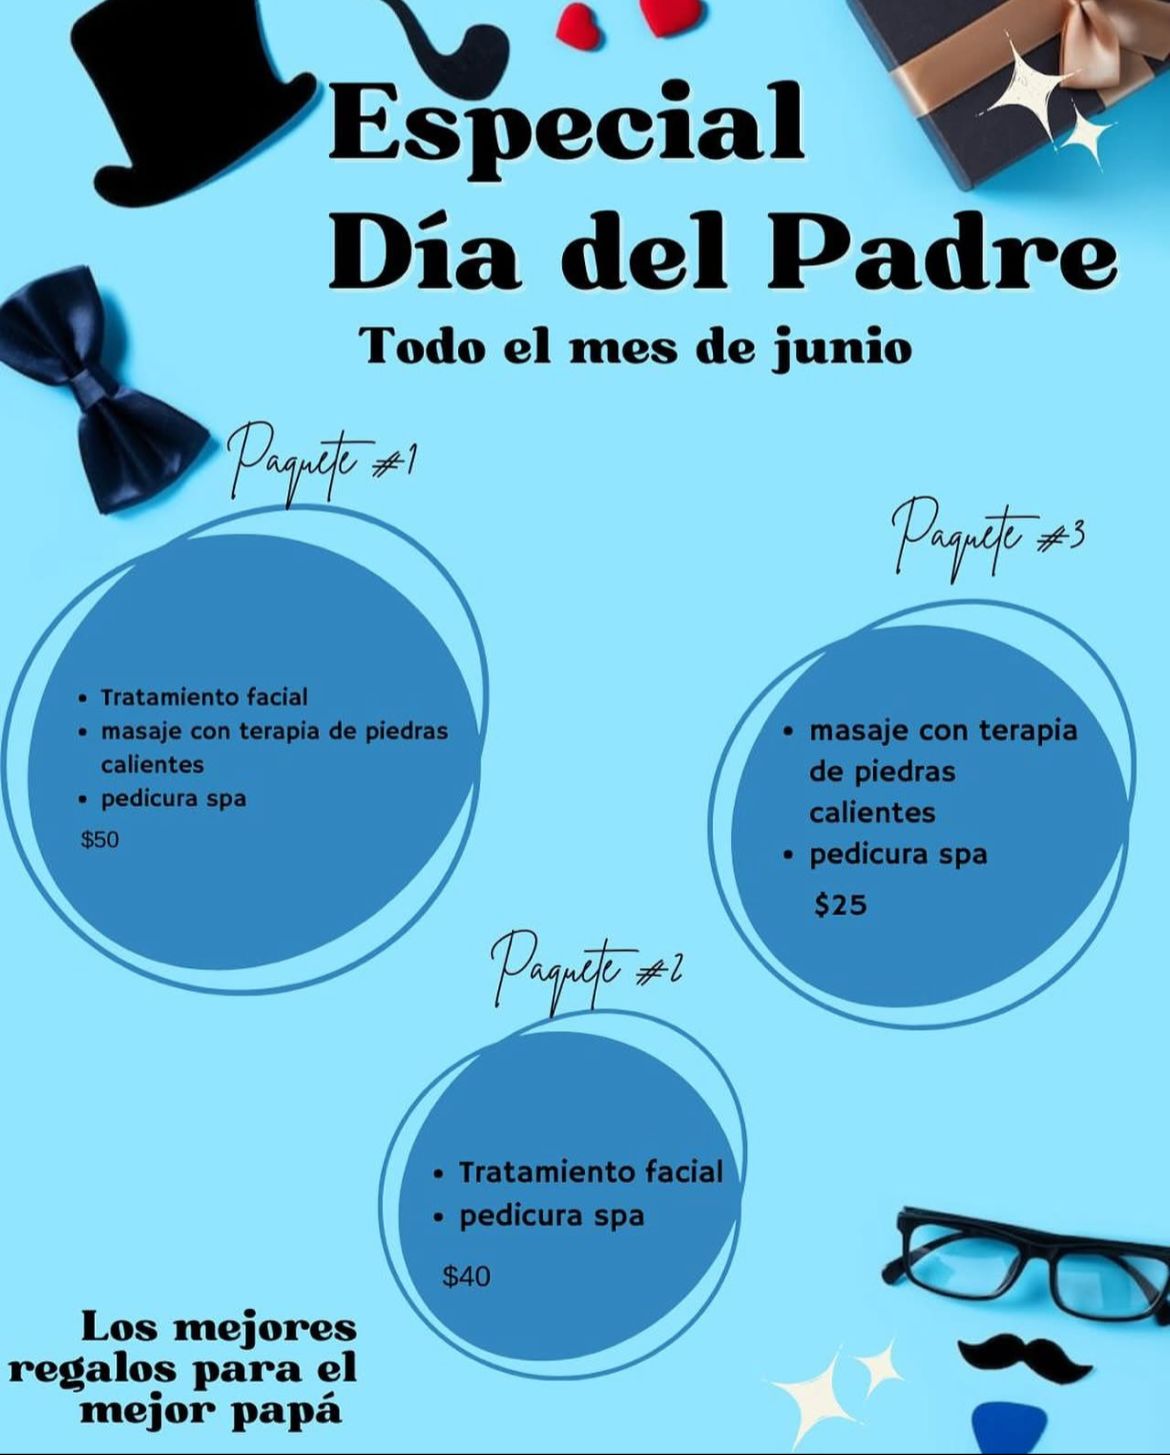 Especial
Día del Padre
Todo el mes de junio
Paquete #1
• Tratamiento facial
• masaje con terapia de piedras
calientes
• pedicura spa
$50
Paquete #3
• masaje con terapia
de piedras
calientes
• pedicura spa
$25
Paquete #2
• Tratamiento facial
• pedicura spa
$40
Los mejores
regalos para el
mejor papá